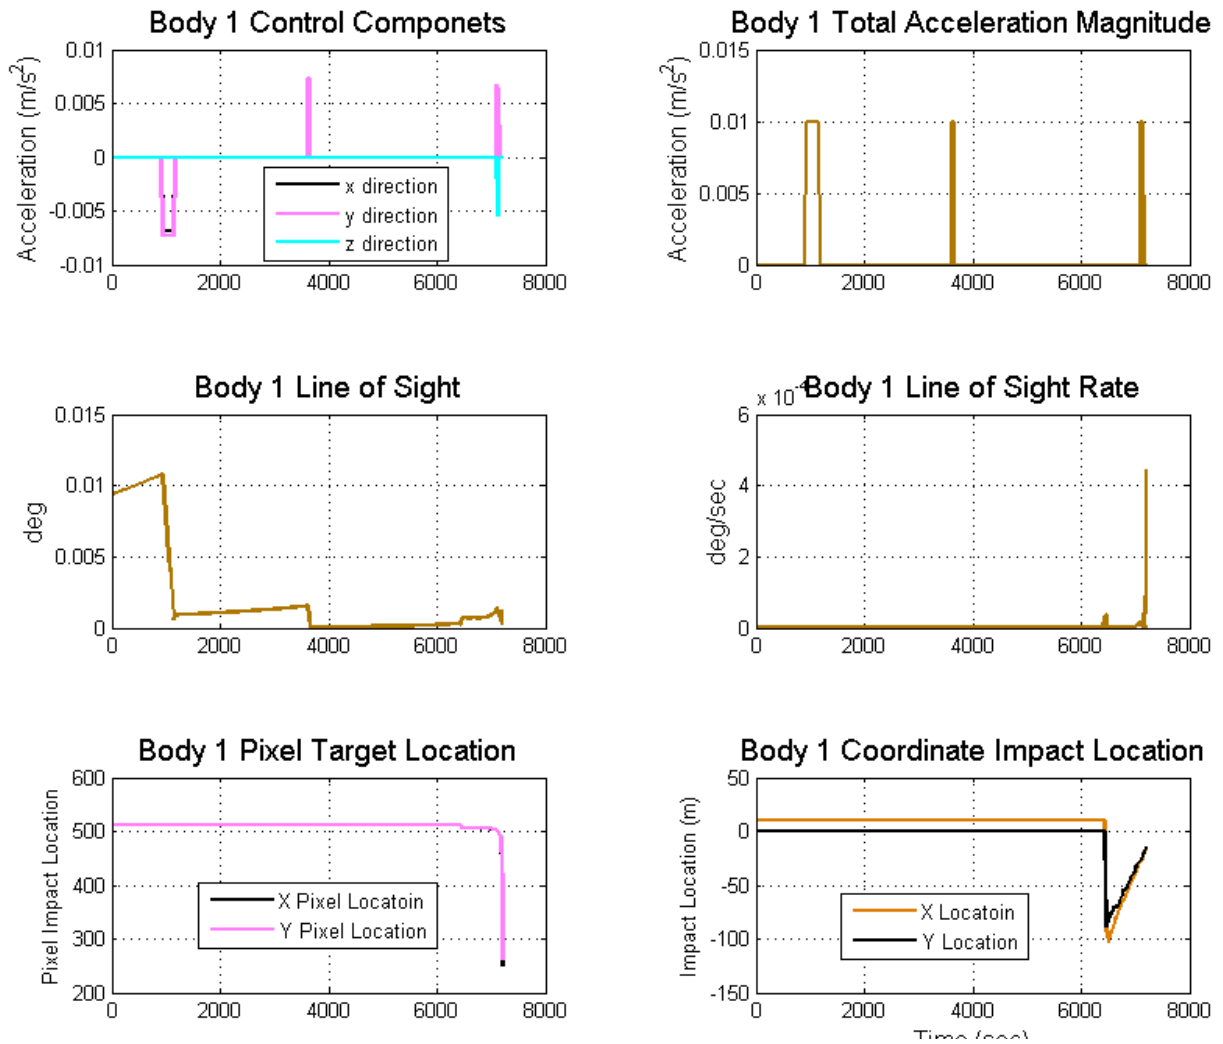 Body 1 Control Componets
Acceleration (m/s²)
0.01
0.005
0
-0.005
-0.01
x direction
y direction
z direction
0 2000 4000 6000 8000
Body 1 Total Acceleration Magnitude
Acceleration (m/s²)
0.015
0.01
0.005
0
0 2000 4000 6000 8000
Body 1 Line of Sight
deg
0.015
0.01
0.005
0
0 2000 4000 6000 8000
Body 1 Line of Sight Rate
x 10⁻⁴
deg/sec
6
4
2
0
0 2000 4000 6000 8000
Body 1 Pixel Target Location
Pixel Impact Location
600
500
400
300
200
X Pixel Locatoin
Y Pixel Location
0 2000 4000 6000 8000
Body 1 Coordinate Impact Location
Impact Location (m)
50
0
-50
-100
-150
X Locatoin
Y Location
0 2000 4000 6000 8000
Time (sec)